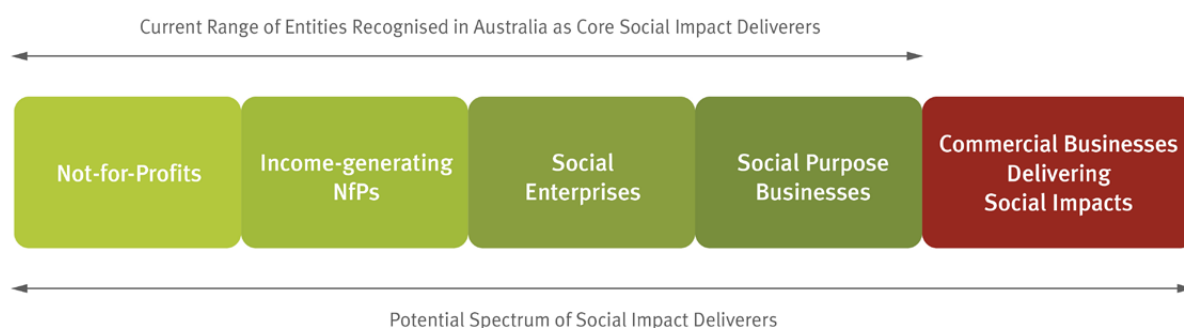 Current Range of Entities Recognised in Australia as Core Social Impact Deliverers
Not-for-Profits
Income-generating
NfPs
Social
Enterprises
Social Purpose
Businesses
Commercial Businesses
Delivering
Social Impacts
Potential Spectrum of Social Impact Deliverers